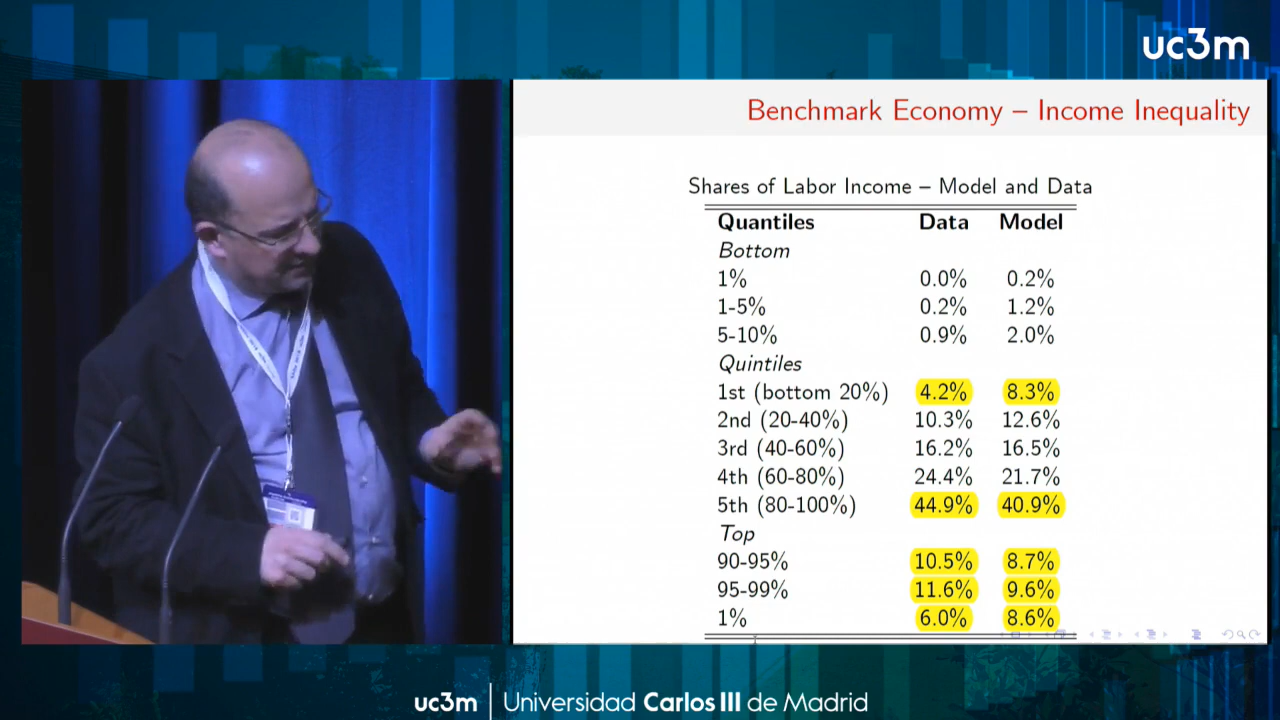 uc3m
Benchmark Economy – Income Inequality
Shares of Labor Income – Model and Data
Quantiles Data Model
Bottom
1% 0.0% 0.2%
1-5% 0.2% 1.2%
5-10% 0.9% 2.0%
Quintiles
1st (bottom 20%) 4.2% 8.3%
2nd (20-40%) 10.3% 12.6%
3rd (40-60%) 16.2% 16.5%
4th (60-80%) 24.4% 21.7%
5th (80-100%) 44.9% 40.9%
Top
90-95% 10.5% 8.7%
95-99% 11.6% 9.6%
1% 6.0% 8.6%
uc3m | Universidad Carlos III de Madrid